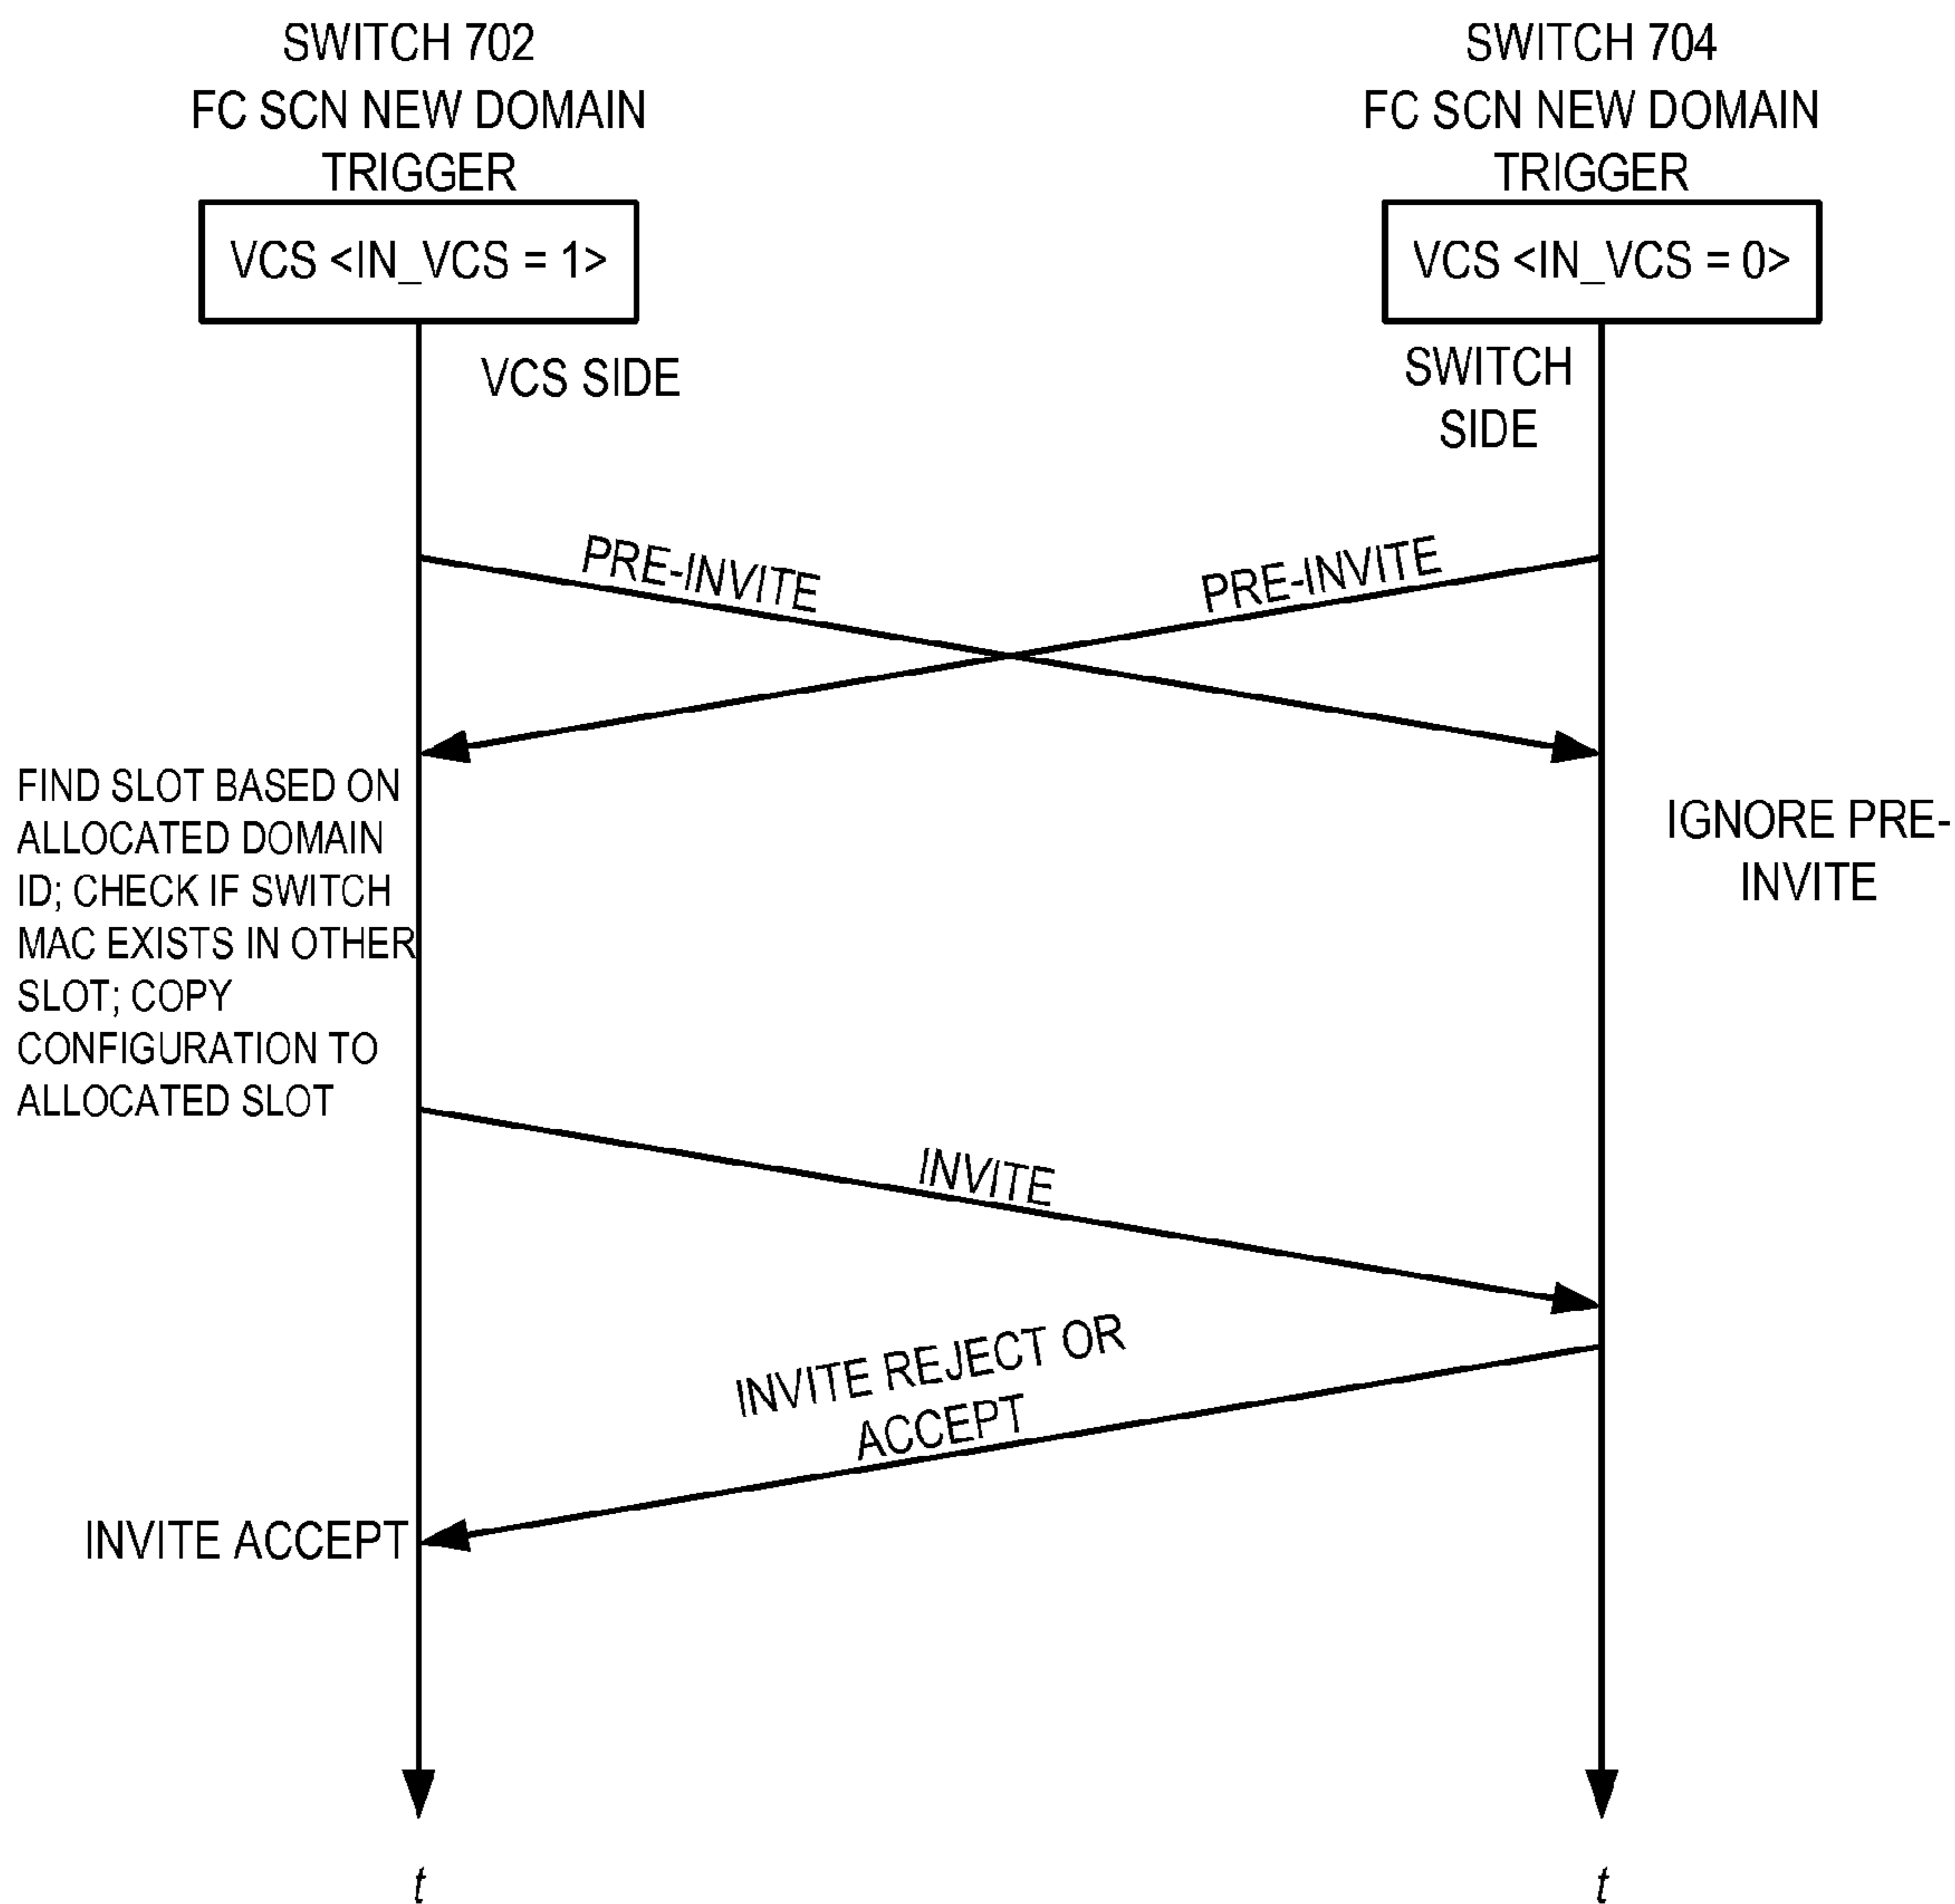 SWITCH 702
FC SCN NEW DOMAIN
TRIGGER
VCS <IN_VCS = 1>
VCS SIDE
SWITCH 704
FC SCN NEW DOMAIN
TRIGGER
VCS <IN_VCS = 0>
SWITCH
SIDE
PRE-INVITE
PRE-INVITE
FIND SLOT BASED ON
ALLOCATED DOMAIN
ID; CHECK IF SWITCH
MAC EXISTS IN OTHER
SLOT; COPY
CONFIGURATION TO
ALLOCATED SLOT
IGNORE PRE-
INVITE
INVITE
INVITE REJECT OR
ACCEPT
INVITE ACCEPT
t
t